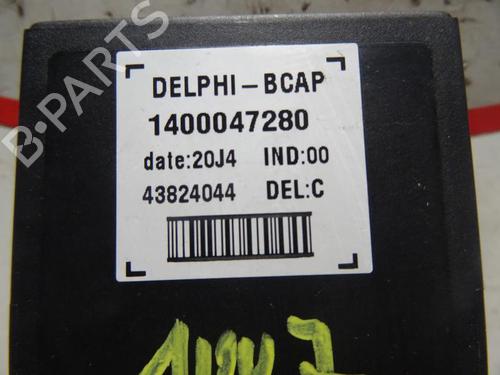 DELPHI-BCAP
1400047280
date:20J4 IND:00
43824044 DEL:C
B-PARTS